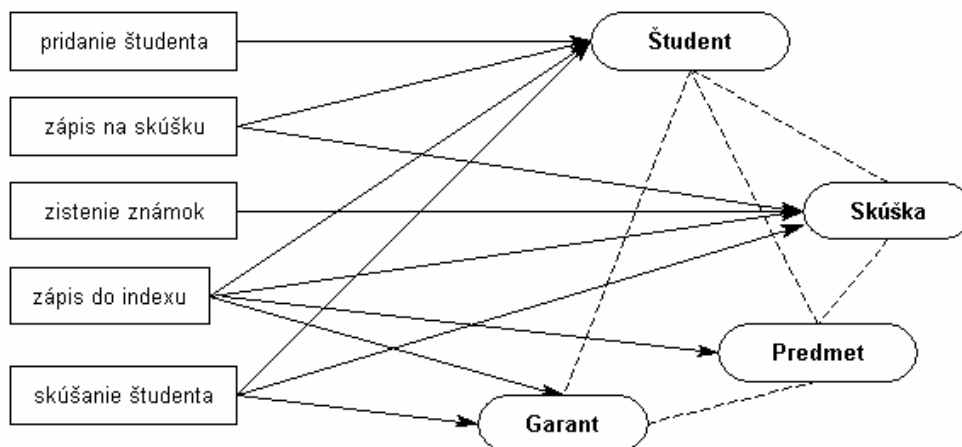 pridanie študenta
Študent
zápis na skúšku
zistenie známok
Skúška
zápis do indexu
Predmet
skúšanie študenta
Garant